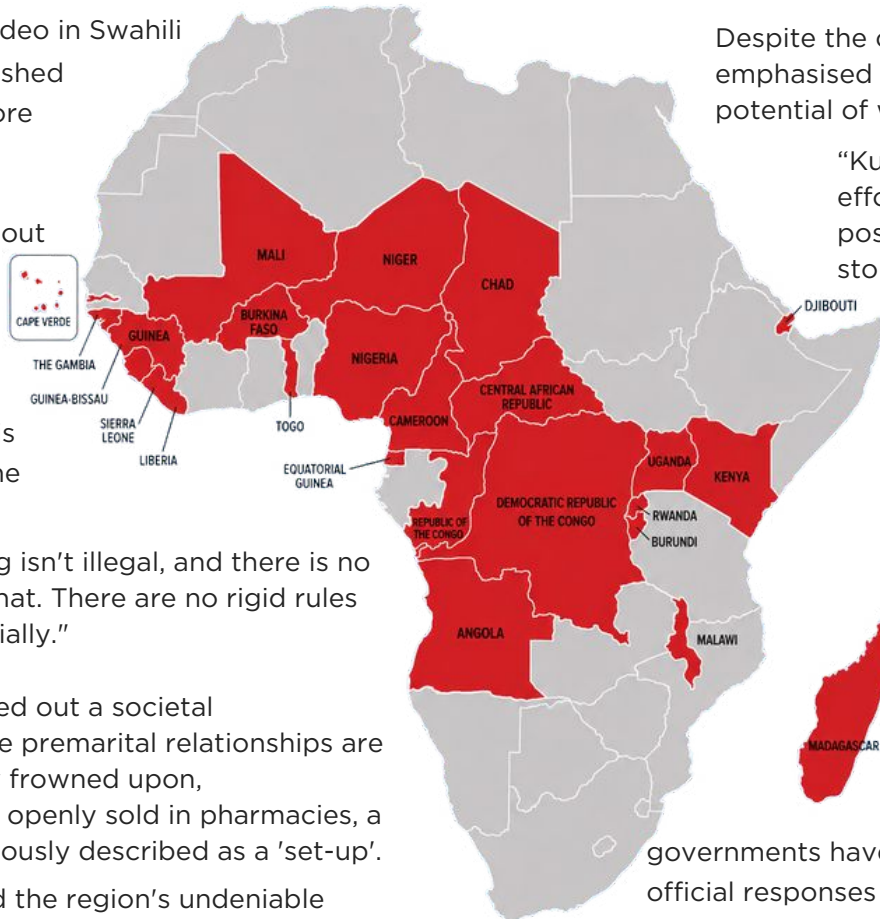 deo in Swahili
shed
ore
out
s
ne
g isn't illegal, and there is no
hat. There are no rigid rules
ially."
ed out a societal
e premarital relationships are
frowned upon,
openly sold in pharmacies, a
ously described as a 'set-up'.
d the region's undeniable
Despite the
emphasised
potential of
“Ku
effo
pos
sto
MALI
NIGER
CHAD
CAPE VERDE
BURKINA
FASO
GUINEA
NIGERIA
DJIBOUTI
THE GAMBIA
GUINEA-BISSAU
SIERRA
LEONE
LIBERIA
TOGO
CAMEROON
CENTRAL AFRICAN
REPUBLIC
EQUATORIAL
GUINEA
UGANDA
KENYA
REPUBLIC OF
THE CONGO
DEMOCRATIC REPUBLIC
OF THE CONGO
RWANDA
BURUNDI
ANGOLA
MALAWI
MADAGASCAR
governments have
official responses